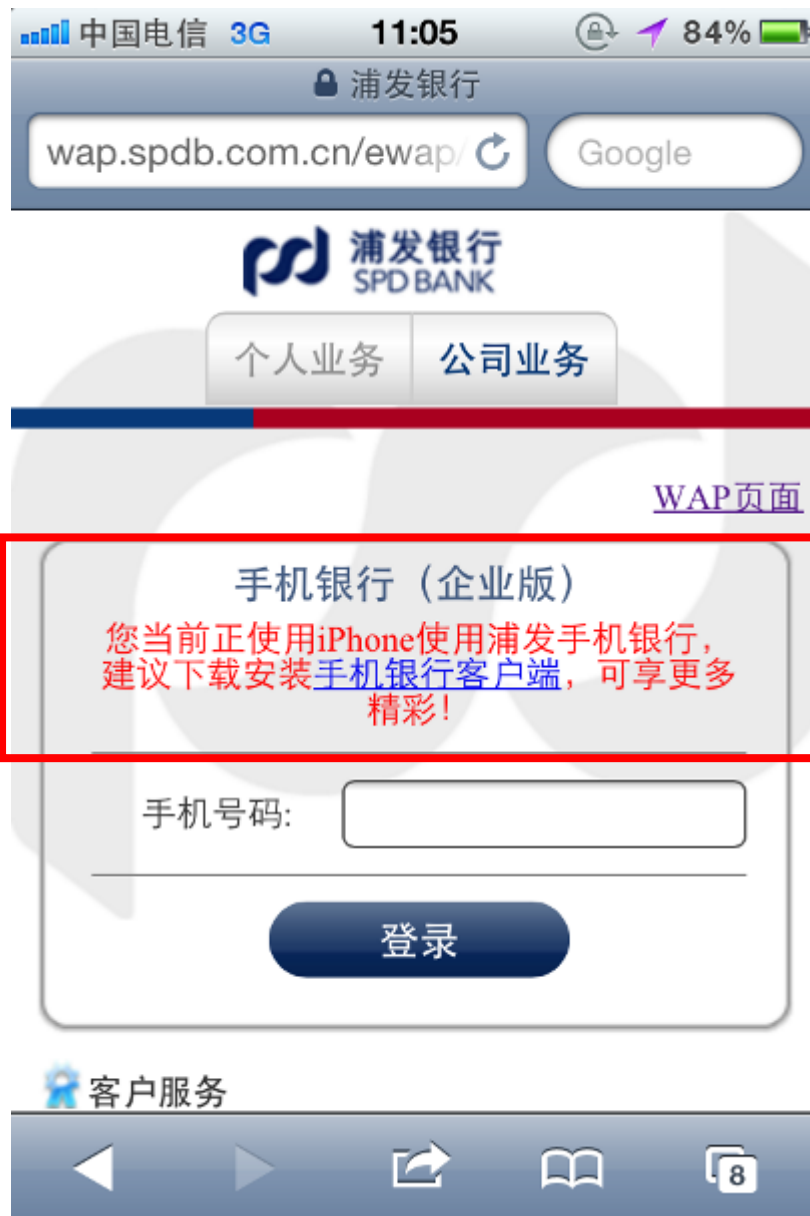 中国电信 3G 11:05 84%
浦发银行
wap.spdb.com.cn/ewap/ Google
浦发银行
SPD BANK
个人业务 公司业务
WAP页面
手机银行（企业版）
您当前正使用iPhone使用浦发手机银行，
建议下载安装手机银行客户端，可享更多
精彩！
手机号码:
登录
客户服务
8